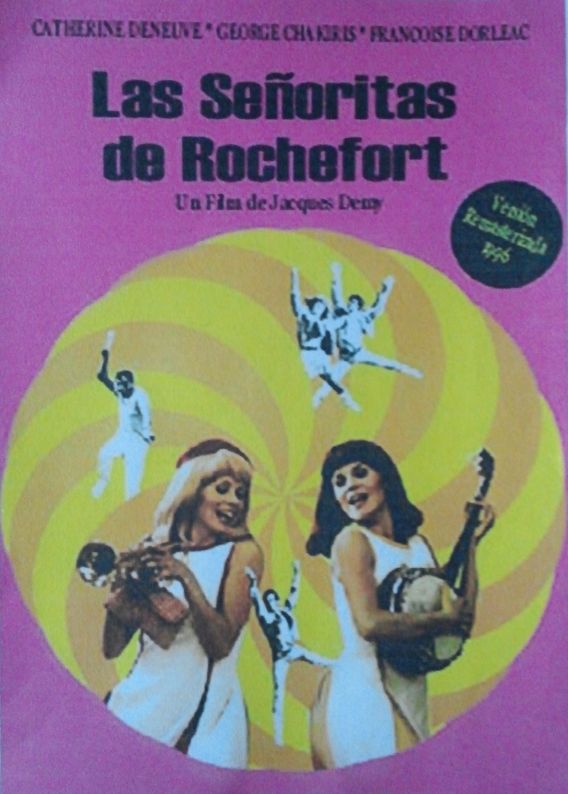 CATHERINE DENEUVE * GEORGE CHAKIRIS * FRANCOISE DORLEAC
Las Señoritas
de Rochefort
Un Film de Jacques Demy
Versión
Remasterizada
1996